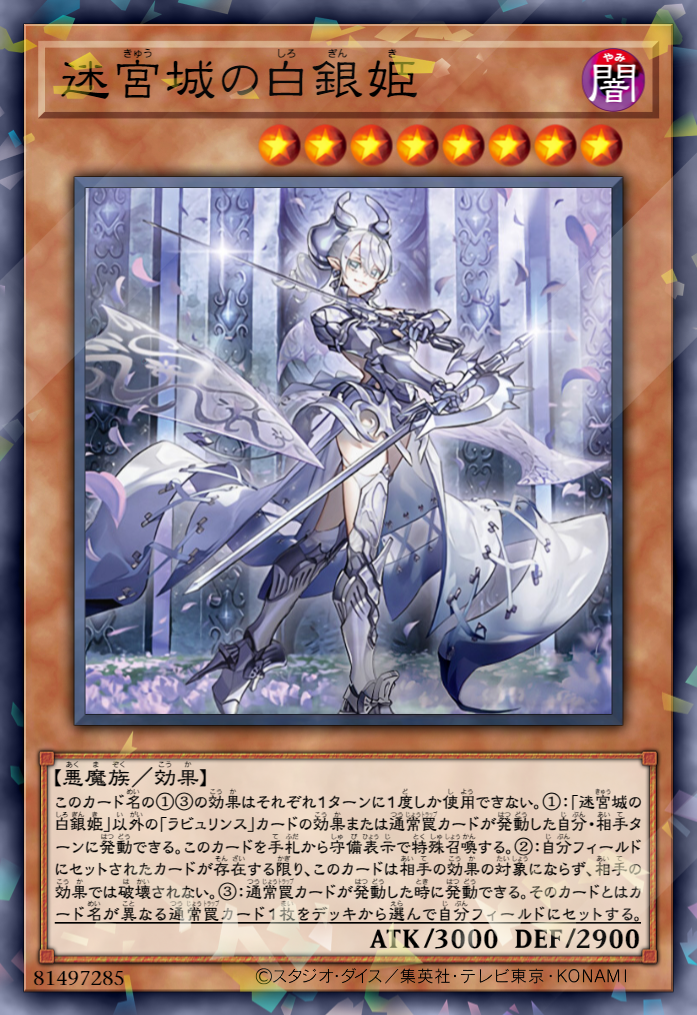 迷宮城の白銀姫
闇
【悪魔族／効果】
このカード名の①③の効果はそれぞれ1ターンに1度しか使用できない。①：「迷宮城の
白銀姫」以外の「ラビュリンス」カードの効果または通常罠カードが発動した自分・相手ター
ンに発動できる。このカードを手札から守備表示で特殊召喚する。②：自分フィールド
にセットされたカードが存在する限り、このカードは相手の効果の対象にならず、相手の
効果では破壊されない。③：通常罠カードが発動した時に発動できる。そのカードとはカ
ード名が異なる通常罠カード1枚をデッキから選んで自分フィールドにセットする。
ATK/3000 DEF/2900
81497285 ©スタジオ・ダイス／集英社・テレビ東京・KONAMI